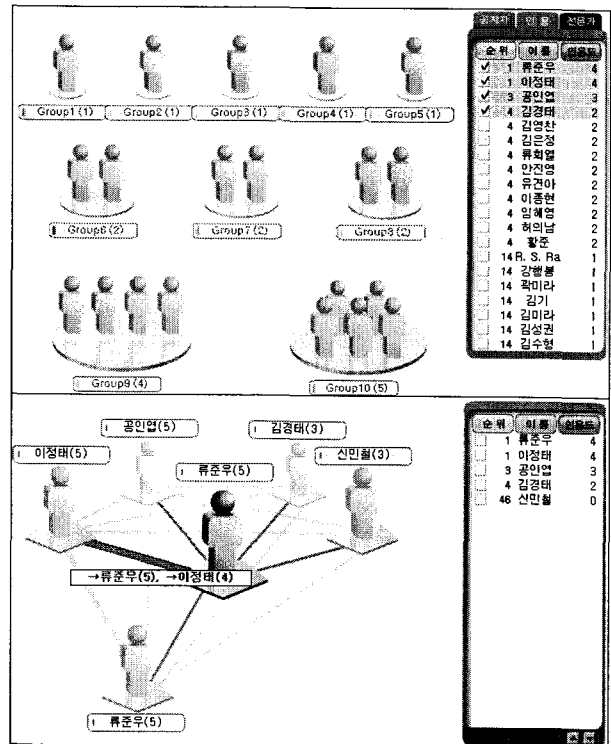 공저자 인용 전문가
순위 이름 인용도
1 류준우 4
1 이정태 4
3 공인엽 3
4 김경태 2
4 김영찬 2
4 김은정 2
4 류회열 2
4 안진영 2
4 유견아 2
4 이종현 2
4 임혜영 2
4 허의남 2
4 황준 2
14 R. S. Ra 1
14 강행봉 1
14 곽미라 1
14 김기 1
14 김미라 1
14 김성권 1
14 김수형 1
Group1 (1) Group2 (1) Group3 (1) Group4 (1) Group5 (1)
Group6 (2) Group7 (2) Group8 (2)
Group9 (4) Group10 (5)
공인엽(5) 김경태(3)
이정태(5) 류준우(5) 신민철(3)
→류준우(5), →이정태(4)
류준우(5)
순위 이름 인용도
1 류준우 4
1 이정태 4
3 공인엽 3
4 김경태 2
46 신민철 0